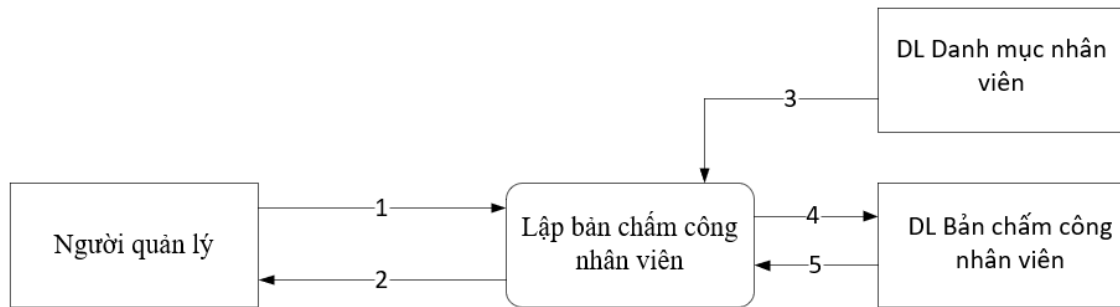 DL Danh mục nhân
viên
3
1
Người quản lý
2
Lập bản chấm công
nhân viên
4
5
DL Bản chấm công
nhân viên